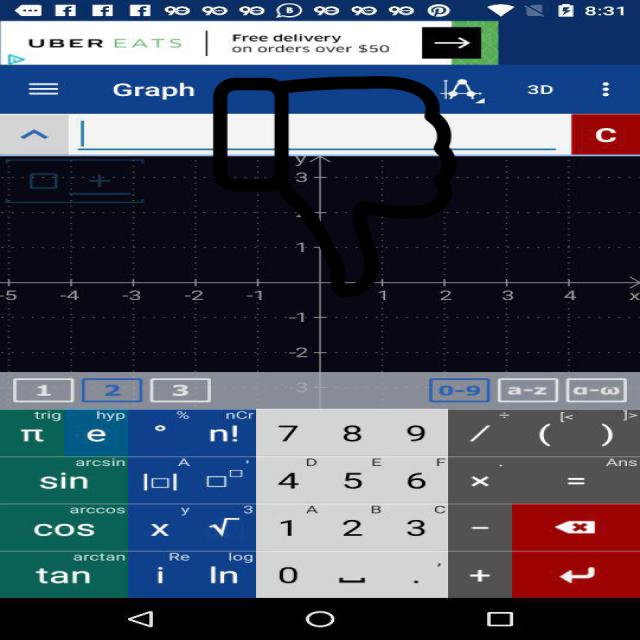 8:31
UBER EATS
Free delivery
on orders over $50
Graph
3D
C
y
3
2
1
-5 -4 -3 -2 -1 1 2 3 4 x
-1
-2
-3
1 2 3 0-9 a-z α-ω
trig hyp % nCr ÷ [< ]>
π e ° n! 7 8 9 / ( )
arcsin A ' D E F . Ans
sin |□| □□ 4 5 6 × =
arccos y 3 A B C
cos x √ 1 2 3 −
arctan Re log ,
tan i ln 0 . +